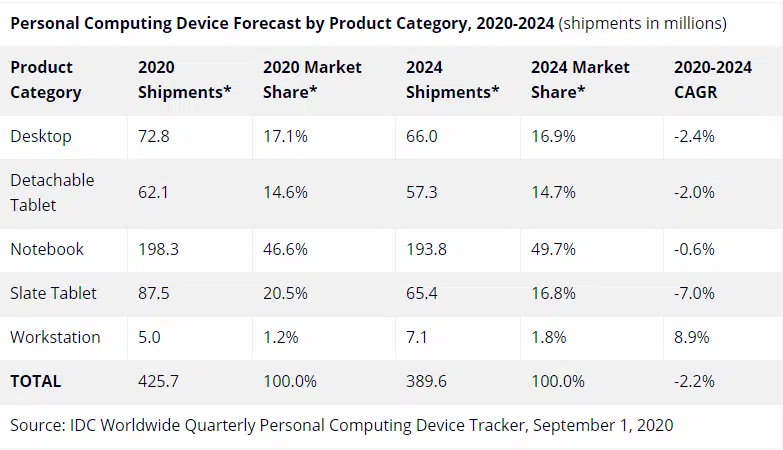 Personal Computing Device Forecast by Product Category, 2020-2024 (shipments in millions)
Product Category 2020 Shipments* 2020 Market Share* 2024 Shipments* 2024 Market Share* 2020-2024 CAGR
Desktop 72.8 17.1% 66.0 16.9% -2.4%
Detachable Tablet 62.1 14.6% 57.3 14.7% -2.0%
Notebook 198.3 46.6% 193.8 49.7% -0.6%
Slate Tablet 87.5 20.5% 65.4 16.8% -7.0%
Workstation 5.0 1.2% 7.1 1.8% 8.9%
TOTAL 425.7 100.0% 389.6 100.0% -2.2%
Source: IDC Worldwide Quarterly Personal Computing Device Tracker, September 1, 2020